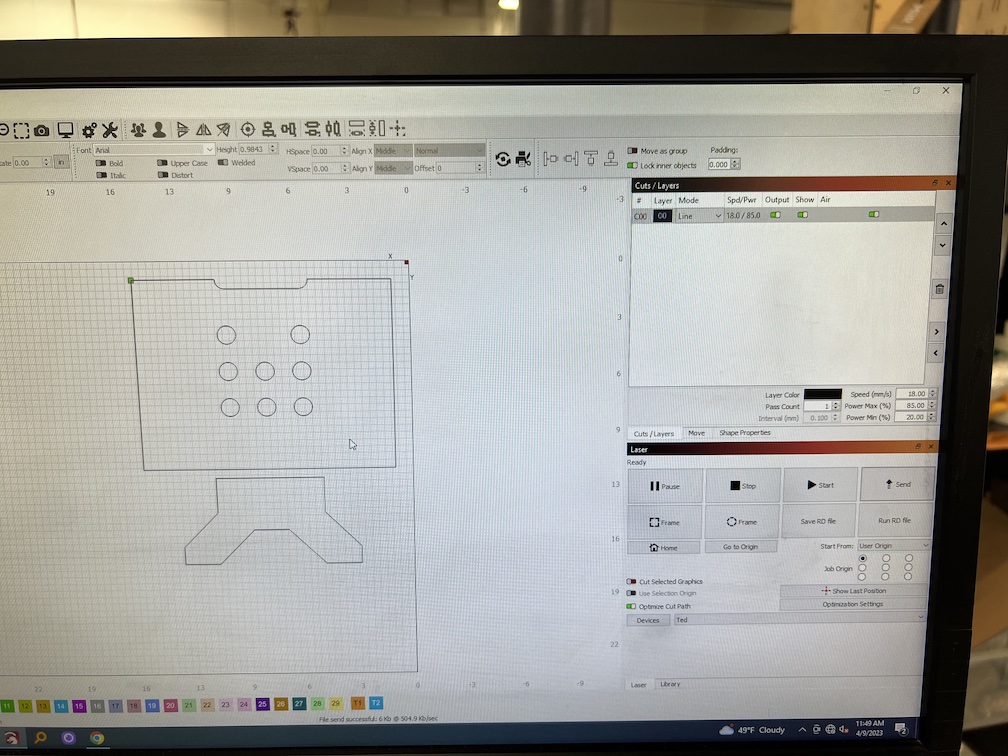 Font Arial Height 0.9843 HSpace 0.00 Align X Middle Normal Move as group Padding:
0.00 in Bold Upper Case Welded VSpace 0.00 Align Y Middle Offset 0 Lock inner objects 0.000
Italic Distort
19 16 13 9 6 3 0 -3 -6 -9 -3
Cuts / Layers
# Layer Mode Spd/Pwr Output Show Air
C00 00 Line 18.0 / 85.0
X
Y
0
3
6
9
13
16
19
22
Layer Color Speed (mm/s) 18.00
Pass Count 1 Power Max (%) 85.00
Interval (mm) 0.100 Power Min (%) 20.00
Cuts / Layers Move Shape Properties
Laser
Ready
Pause Stop Start Send
Frame Frame Save RD file Run RD file
Home Go to Origin Start From: User Origin
Job Origin
Cut Selected Graphics
Use Selection Origin Show Last Position
Optimize Cut Path Optimization Settings
Devices Ted
Laser Library
22 19 16 13 9 6 3 0 -3 -6 -9
11 12 13 14 15 16 17 18 19 20 21 22 23 24 25 26 27 28 29 T1 T2
File send successful: 6 Kb @ 504.9 Kb/sec
49°F Cloudy 11:49 AM
4/9/2023 2